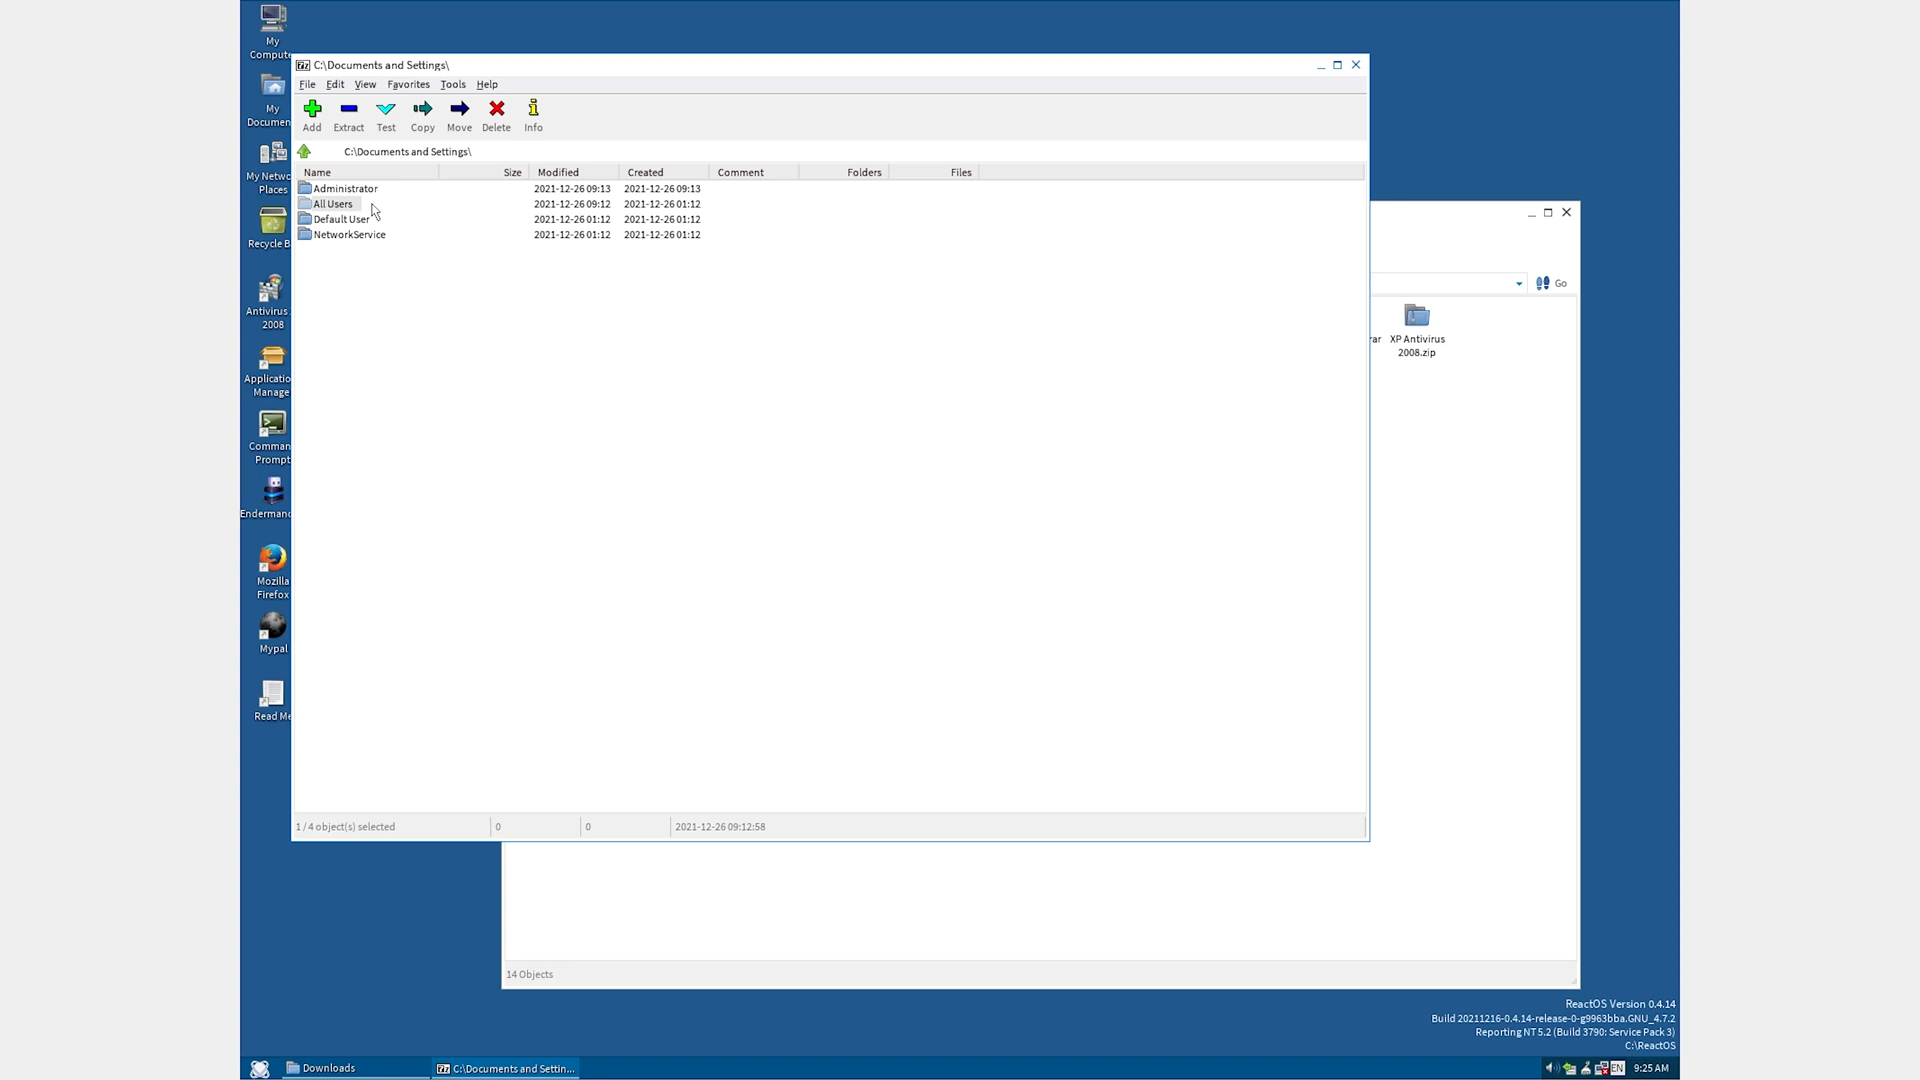 My
Compute
My
Documen
My Netwo
Places
Recycle B
Antivirus
2008
Applicatio
Manage
Comman
Prompt
Enderman
Mozilla
Firefox
Mypal
Read Me
C:\Documents and Settings\
File Edit View Favorites Tools Help
Add Extract Test Copy Move Delete Info
C:\Documents and Settings\
Name Size Modified Created Comment Folders Files
Administrator 2021-12-26 09:13 2021-12-26 09:13
All Users 2021-12-26 09:12 2021-12-26 01:12
Default User 2021-12-26 01:12 2021-12-26 01:12
NetworkService 2021-12-26 01:12 2021-12-26 01:12
1 / 4 object(s) selected 0 0 2021-12-26 09:12:58
Go
rar XP Antivirus
2008.zip
14 Objects
ReactOS Version 0.4.14
Build 20211216-0.4.14-release-0-g9963bba.GNU_4.7.2
Reporting NT 5.2 (Build 3790: Service Pack 3)
C:\ReactOS
Downloads C:\Documents and Settin... EN 9:25 AM